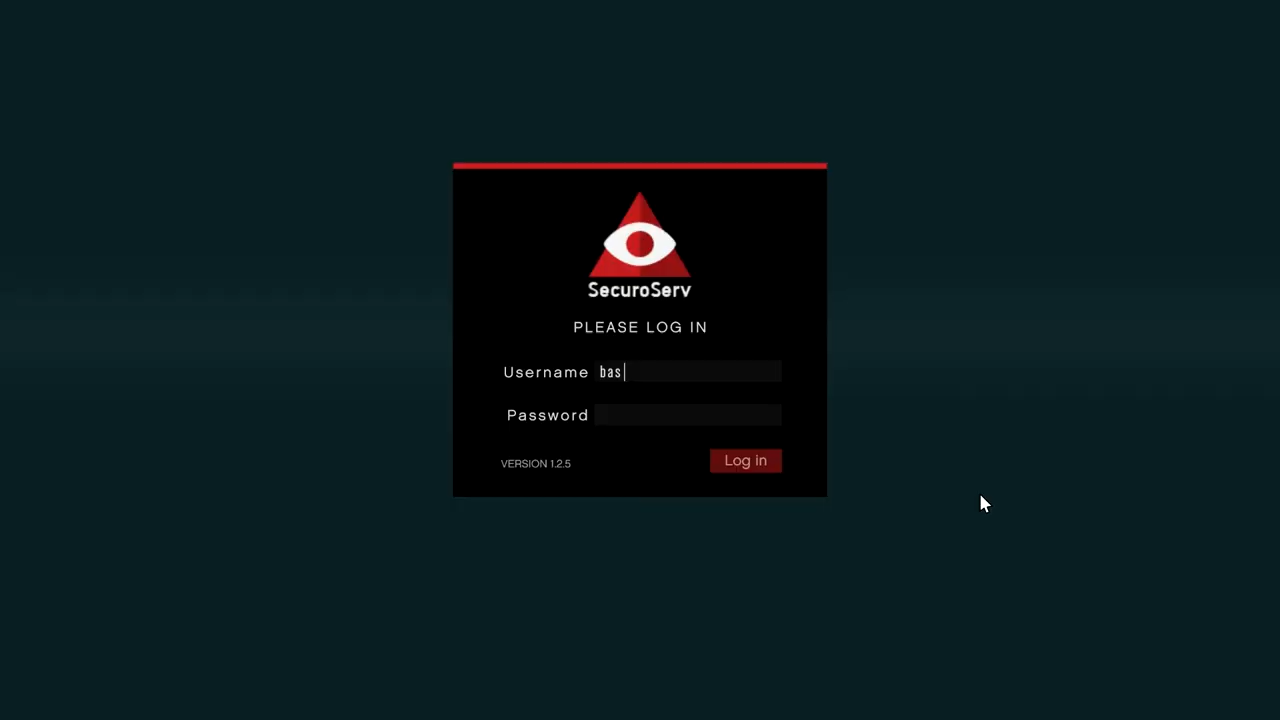 SecuroServ
PLEASE LOG IN
Username bas
Password
VERSION 1.2.5 Log in